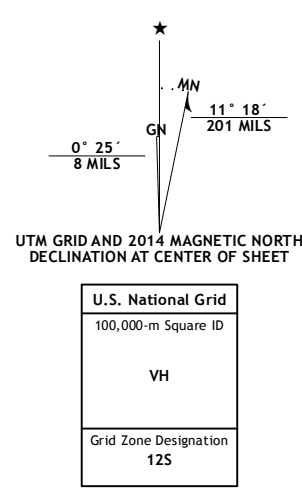 ★
MN
GN
11° 18´
201 MILS
0° 25´
8 MILS
UTM GRID AND 2014 MAGNETIC NORTH
DECLINATION AT CENTER OF SHEET
U.S. National Grid
100,000-m Square ID
VH
Grid Zone Designation
12S